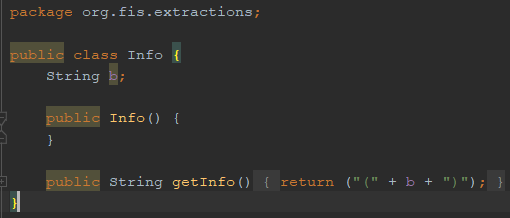 package org.fis.extractions;
public class Info {
String b;
public Info() {
}
public String getInfo() { return ("(" + b + ")"); }
}